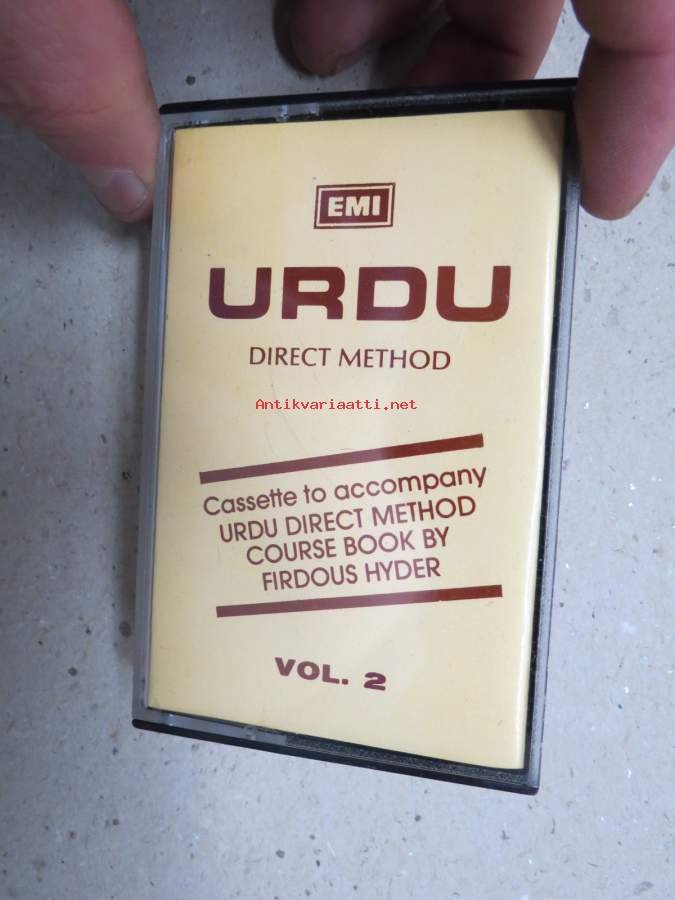 EMI
URDU
DIRECT METHOD
Antikvariaatti.net
Cassette to accompany
URDU DIRECT METHOD
COURSE BOOK BY
FIRDOUS HYDER
VOL. 2